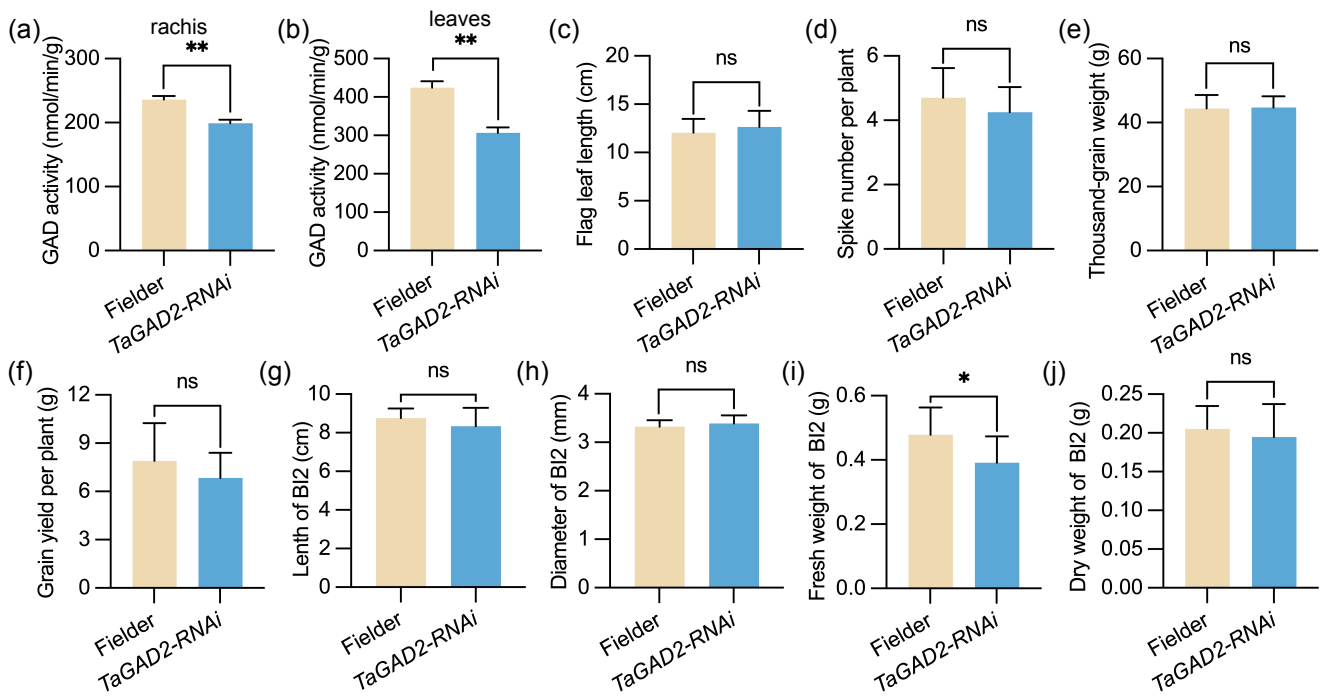 (a)
rachis
**
GAD activity (nmol/min/g)
300
200
100
0
Fielder
TaGAD2-RNAi
(b)
leaves
**
GAD activity (nmol/min/g)
500
400
300
200
100
0
Fielder
TaGAD2-RNAi
(c)
ns
Flag leaf length (cm)
20
15
10
5
0
Fielder
TaGAD2-RNAi
(d)
ns
Spike number per plant
6
4
2
0
Fielder
TaGAD2-RNAi
(e)
ns
Thousand-grain weight (g)
60
40
20
0
Fielder
TaGAD2-RNAi
(f)
ns
Grain yield per plant (g)
12
9
6
3
0
Fielder
TaGAD2-RNAi
(g)
ns
Lenth of BI2 (cm)
10
8
6
4
2
0
Fielder
TaGAD2-RNAi
(h)
ns
Diameter of BI2 (mm)
4
3
2
1
0
Fielder
TaGAD2-RNAi
(i)
*
Fresh weight of BI2 (g)
0.6
0.4
0.2
0.0
Fielder
TaGAD2-RNAi
(j)
ns
Dry weight of BI2 (g)
0.25
0.20
0.15
0.10
0.05
0.00
Fielder
TaGAD2-RNAi